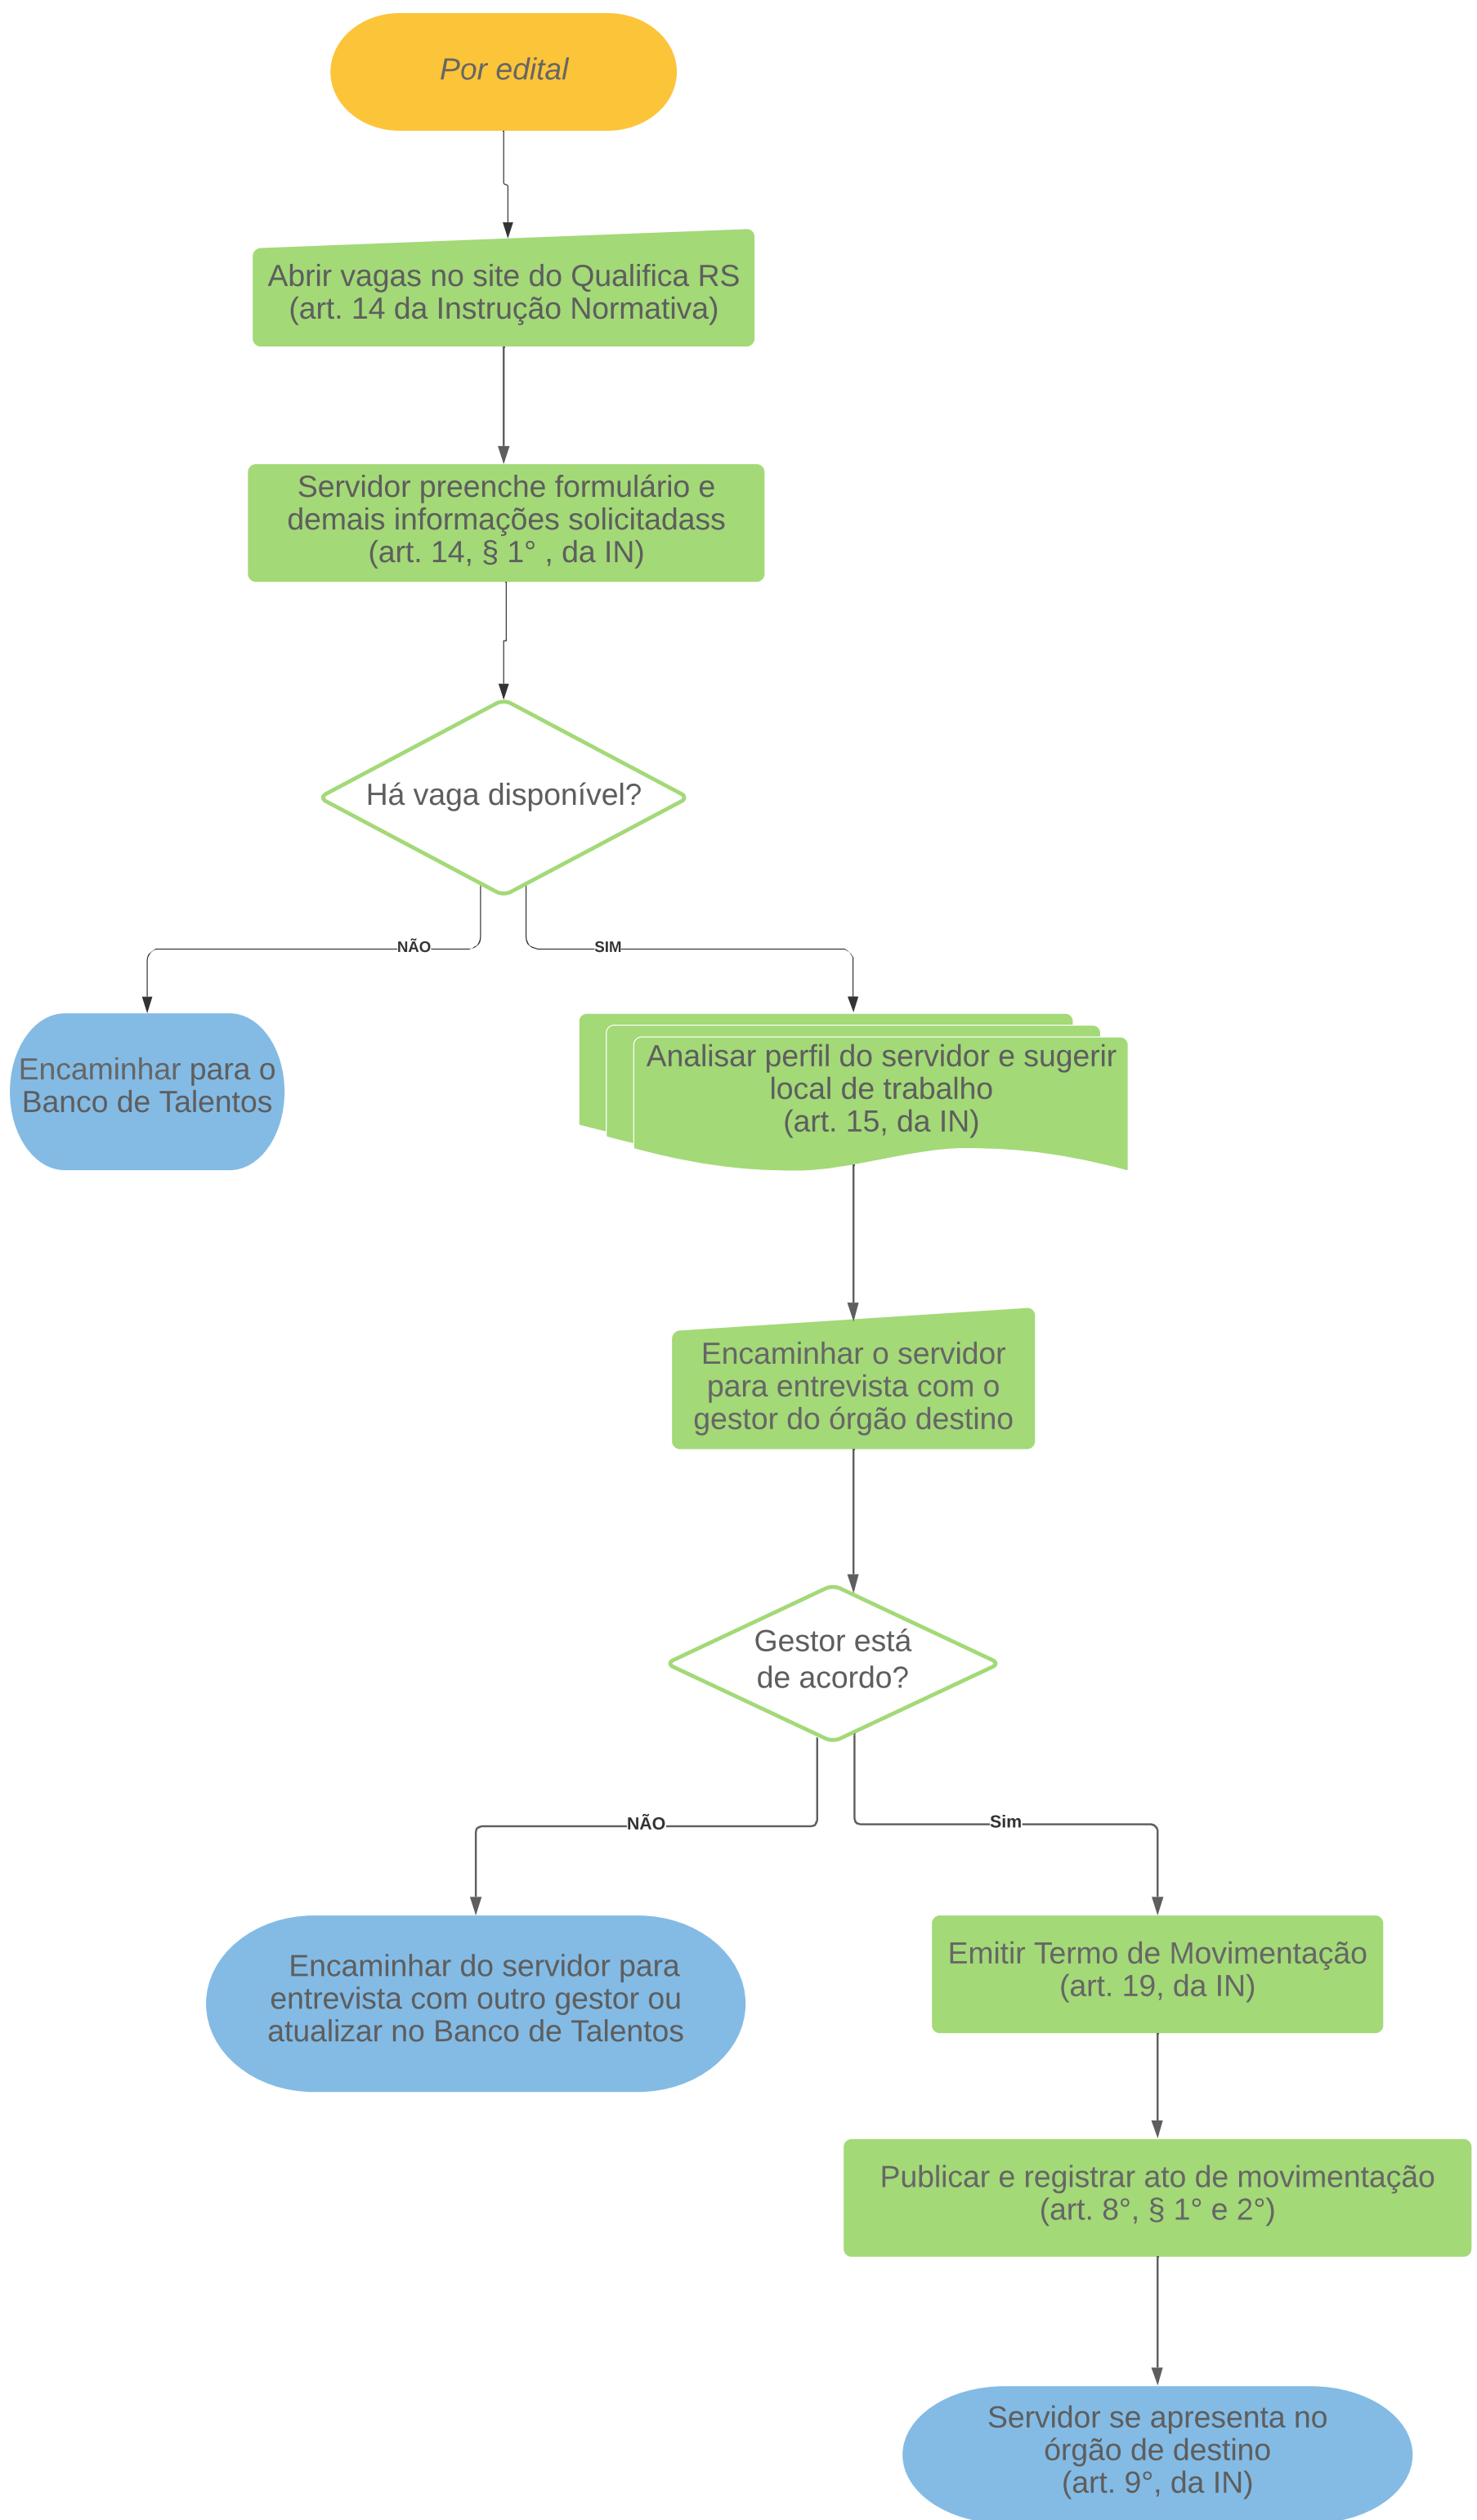 Por edital
Abrir vagas no site do Qualifica RS
(art. 14 da Instrução Normativa)
Servidor preenche formulário e
demais informações solicitadass
(art. 14, § 1° , da IN)
Há vaga disponível?
NÃO
SIM
Encaminhar para o
Banco de Talentos
Analisar perfil do servidor e sugerir
local de trabalho
(art. 15, da IN)
Encaminhar o servidor
para entrevista com o
gestor do órgão destino
Gestor está
de acordo?
NÃO
Sim
Encaminhar do servidor para
entrevista com outro gestor ou
atualizar no Banco de Talentos
Emitir Termo de Movimentação
(art. 19, da IN)
Publicar e registrar ato de movimentação
(art. 8°, § 1° e 2°)
Servidor se apresenta no
órgão de destino
(art. 9°, da IN)